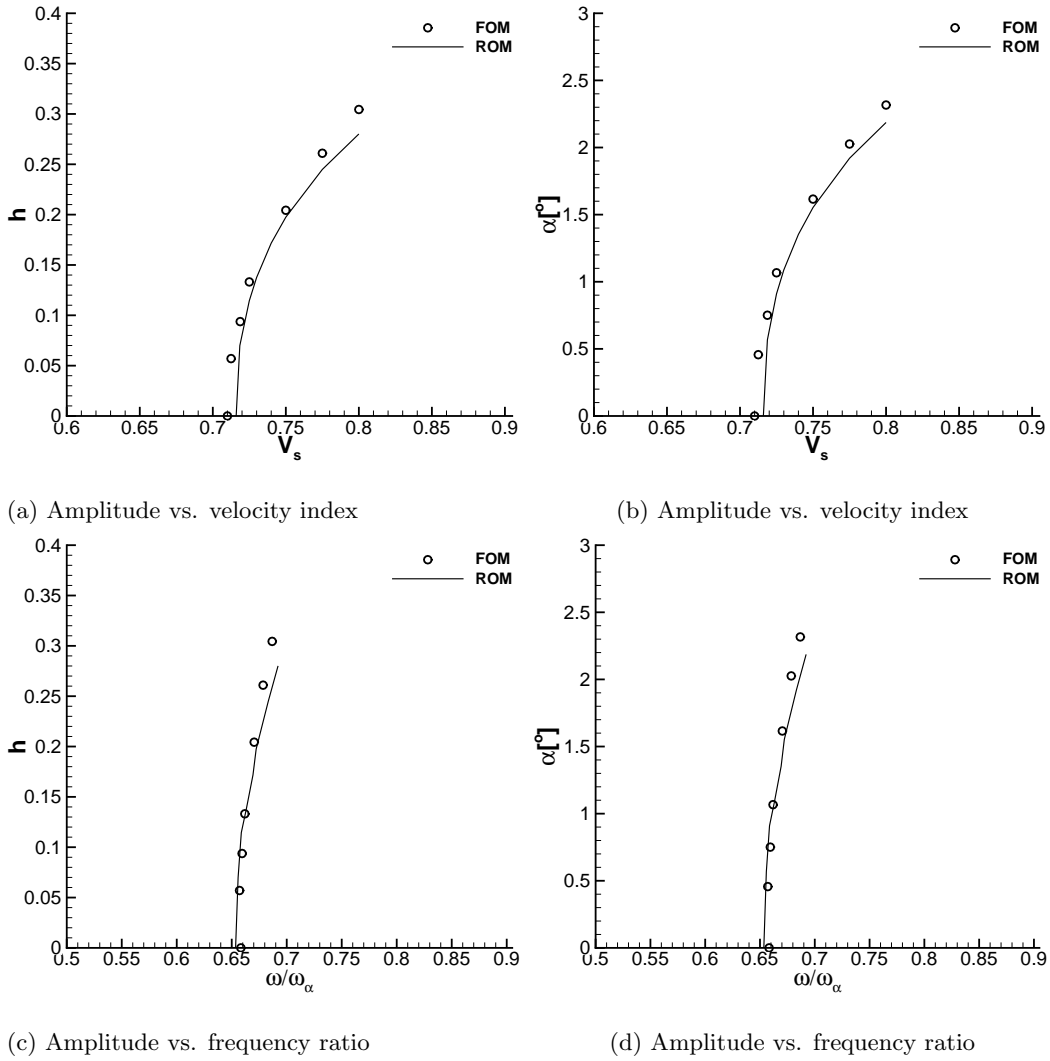 0.4
0.35
0.3
0.25
0.2
0.15
0.1
0.05
0
h
0.6 0.65 0.7 0.75 0.8 0.85 0.9
V_s
FOM
ROM
(a) Amplitude vs. velocity index
3
2.5
2
1.5
1
0.5
0
α[°]
0.6 0.65 0.7 0.75 0.8 0.85 0.9
V_s
FOM
ROM
(b) Amplitude vs. velocity index
0.4
0.35
0.3
0.25
0.2
0.15
0.1
0.05
0
h
0.5 0.55 0.6 0.65 0.7 0.75 0.8 0.85 0.9
ω/ω_α
FOM
ROM
(c) Amplitude vs. frequency ratio
3
2.5
2
1.5
1
0.5
0
α[°]
0.5 0.55 0.6 0.65 0.7 0.75 0.8 0.85 0.9
ω/ω_α
FOM
ROM
(d) Amplitude vs. frequency ratio